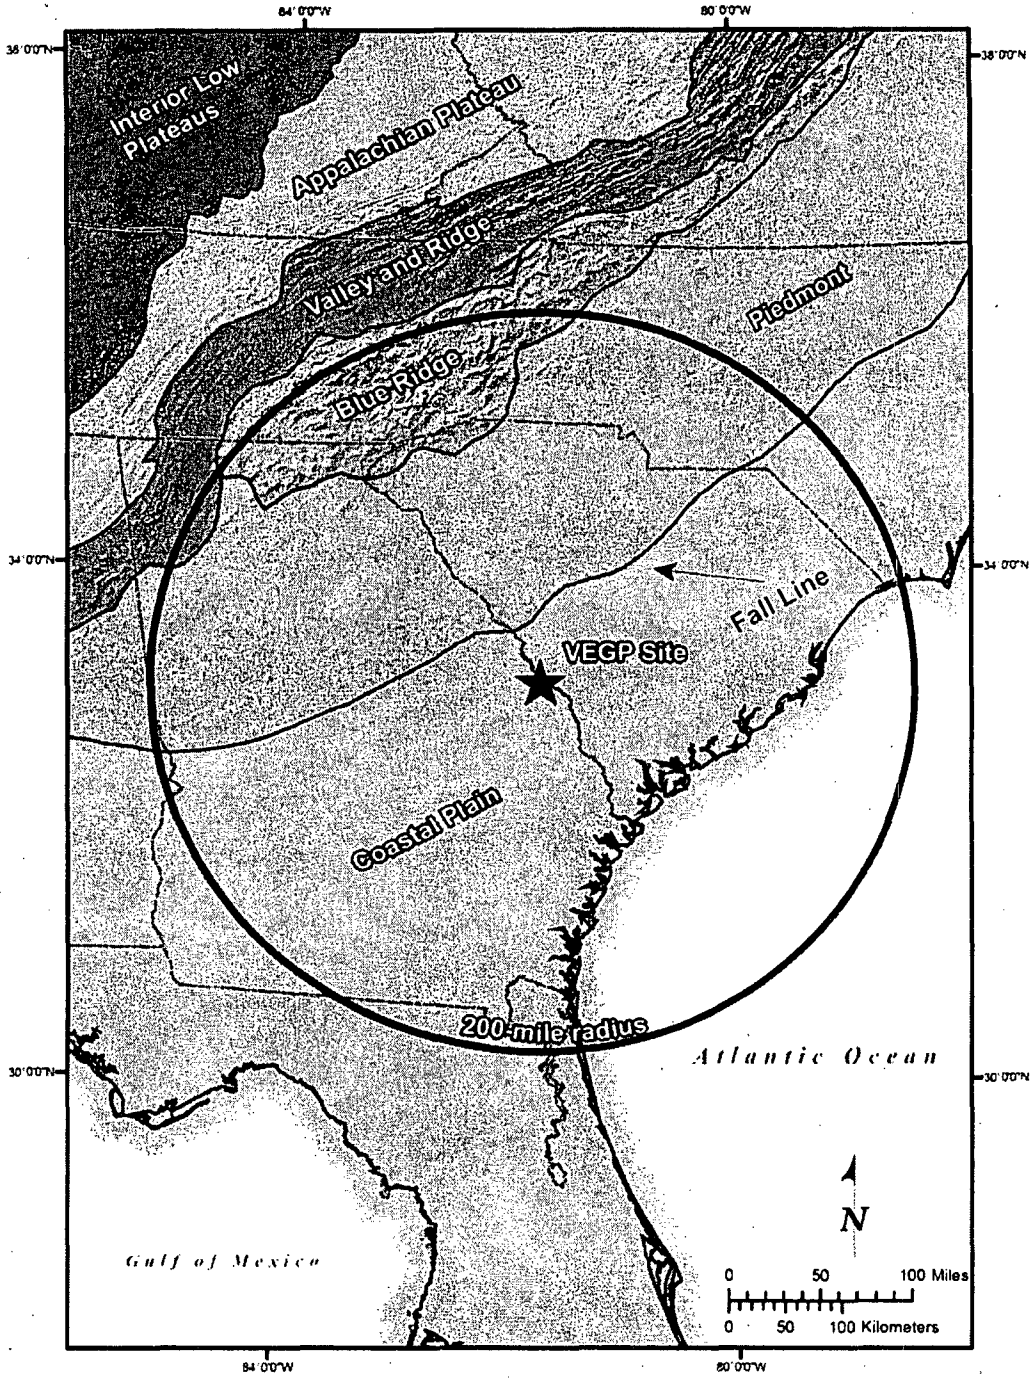 84°0'0"W
80°0'0"W
38°0'0"N
38°0'0"N
Interior Low
Plateaus
Appalachian Plateau
Valley and Ridge
Piedmont
Blue Ridge
34°0'0"N
34°0'0"N
Fall Line
VEGP Site
Coastal Plain
200-mile radius
Atlantic Ocean
30°0'0"N
30°0'0"N
N
Gulf of Mexico
0 50 100 Miles
0 50 100 Kilometers
84°0'0"W
80°0'0"W